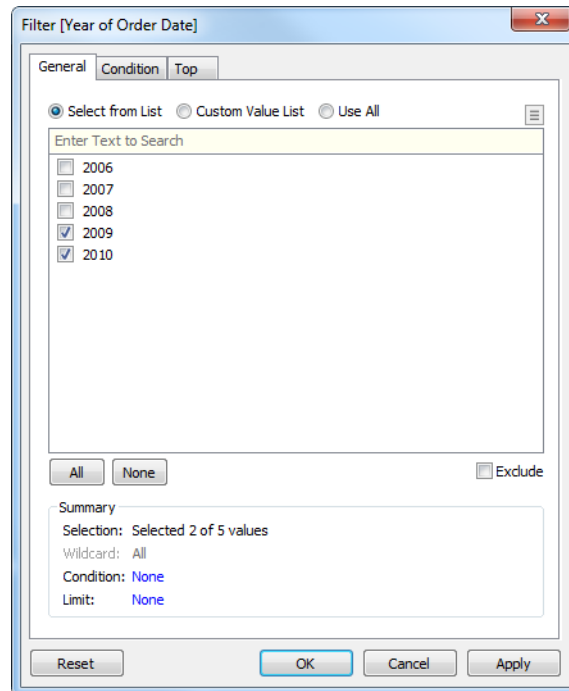 Filter [Year of Order Date]
General Condition Top
Select from List Custom Value List Use All
Enter Text to Search
2006
2007
2008
2009
2010
All None Exclude
Summary
Selection: Selected 2 of 5 values
Wildcard: All
Condition: None
Limit: None
Reset OK Cancel Apply